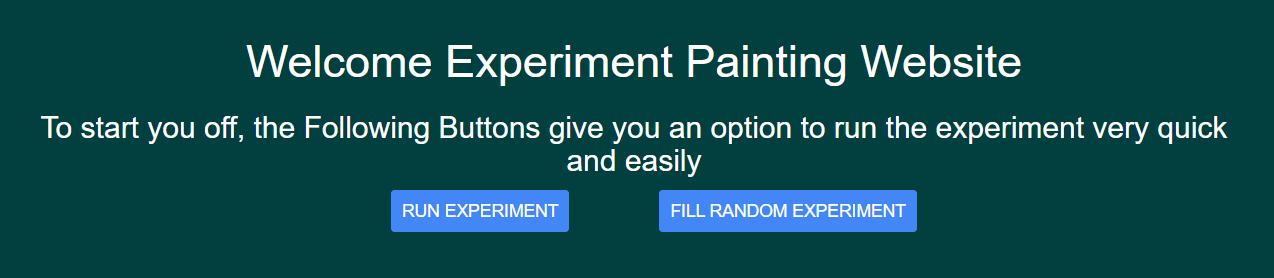 Welcome Experiment Painting Website
To start you off, the Following Buttons give you an option to run the experiment very quick
and easily
RUN EXPERIMENT FILL RANDOM EXPERIMENT